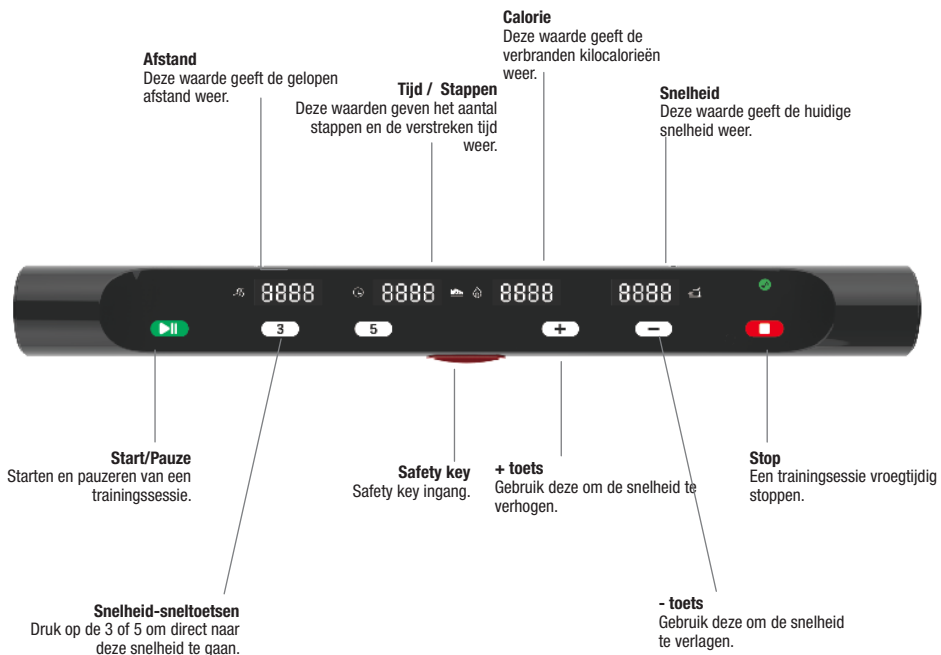 Calorie
Deze waarde geeft de
verbranden kilocalorieën
weer.
Afstand
Deze waarde geeft de gelopen
afstand weer.
Tijd / Stappen
Deze waarden geven het aantal
stappen en de verstreken tijd
weer.
Snelheid
Deze waarde geeft de huidige
snelheid weer.
8888 8888 8888 8888
3 5 + −
Start/Pauze
Starten en pauzeren van een
trainingssessie.
Safety key
Safety key ingang.
+ toets
Gebruik deze om de snelheid te
verhogen.
Stop
Een trainingsessie vroegtijdig
stoppen.
Snelheid-sneltoetsen
Druk op de 3 of 5 om direct naar
deze snelheid te gaan.
- toets
Gebruik deze om de snelheid
te verlagen.